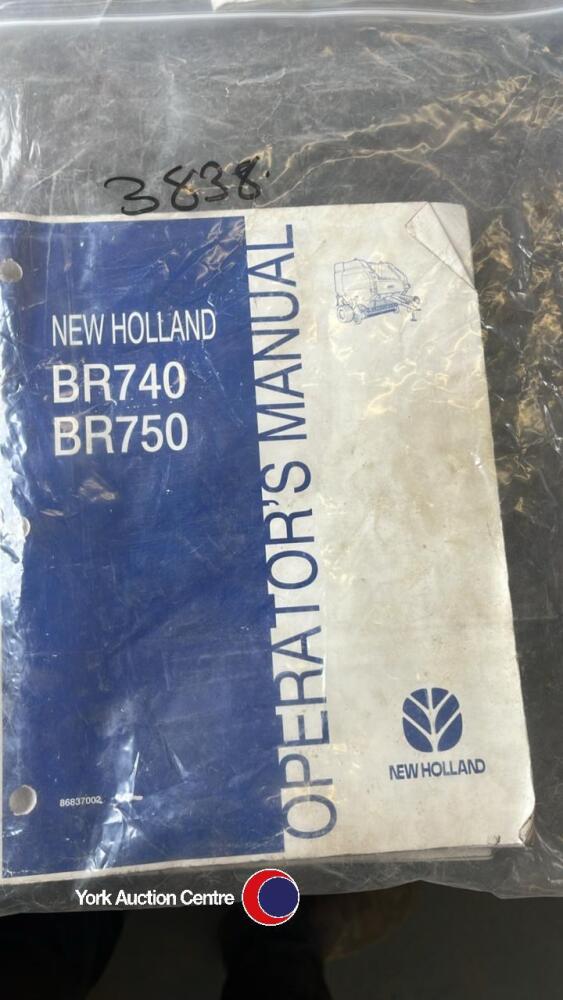 3838.
NEW HOLLAND
BR740
BR750
OPERATOR'S MANUAL
NEW HOLLAND
86837002
York Auction Centre